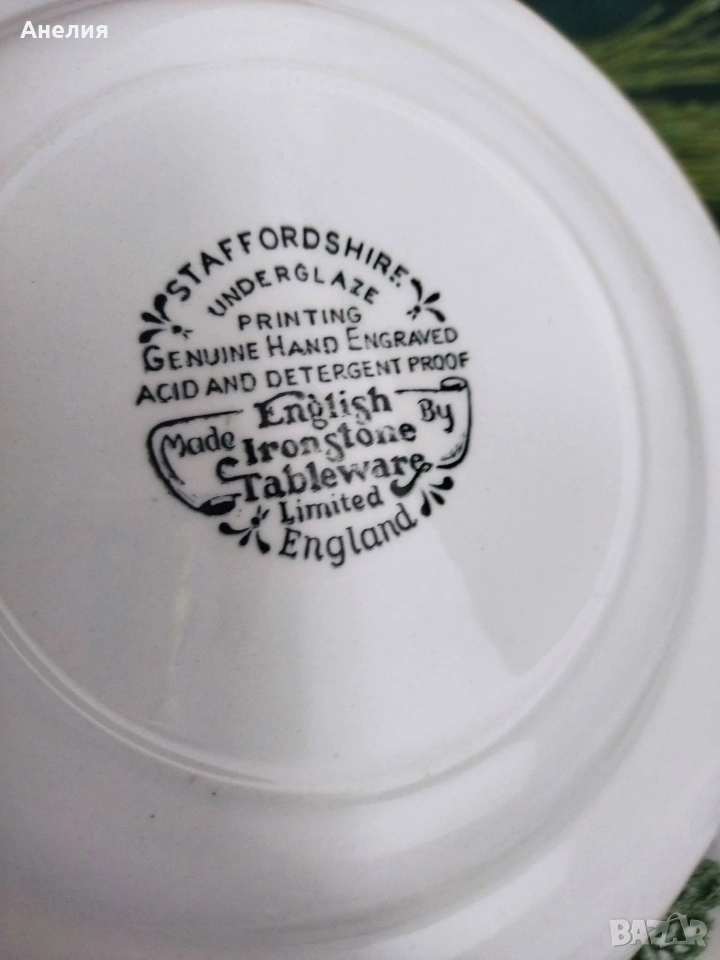 Анелия
STAFFORDSHIRE
UNDERGLAZE
PRINTING
GENUINE HAND ENGRAVED
ACID AND DETERGENT PROOF
Made English By
Ironstone
Tableware
Limited
England
BAZAR